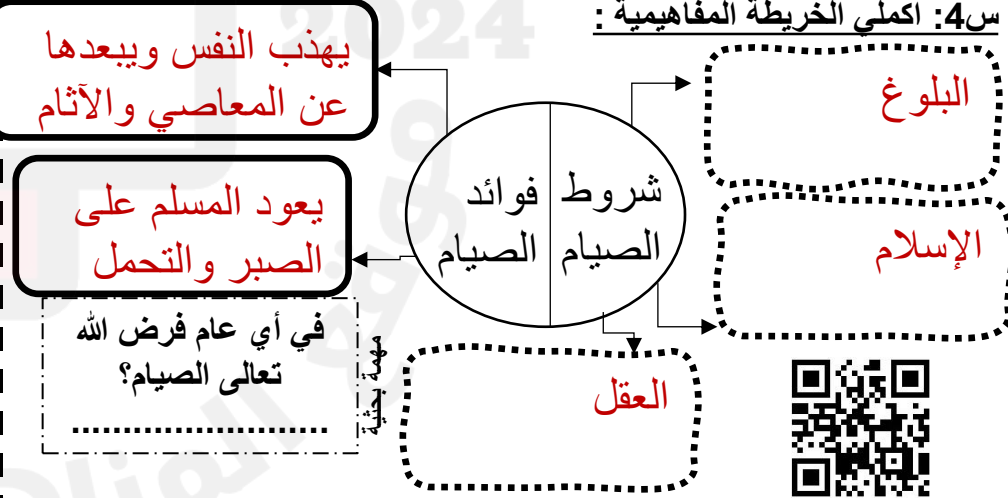 2024
س4: اكملي الخريطة المفاهيمية :
البلوغ
الإسلام
العقل
شروط الصيام
فوائد الصيام
يهذب النفس ويبعدها
عن المعاصي والآثام
يعود المسلم على
الصبر والتحمل
مهمة بحثية
في أي عام فرض الله
تعالى الصيام؟
.........................